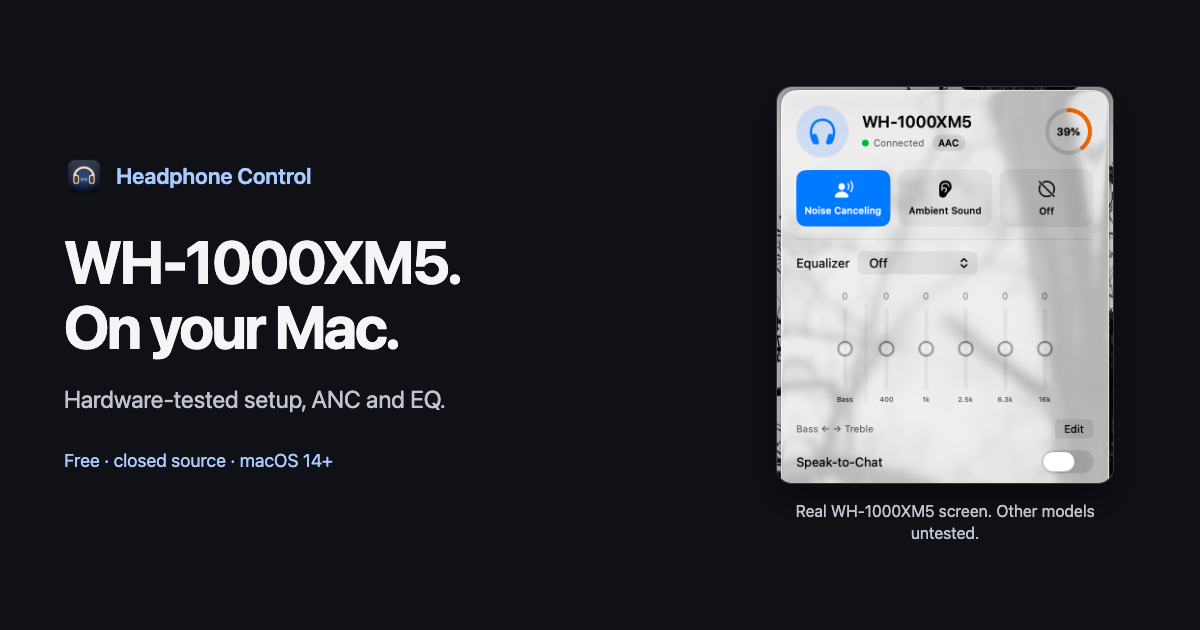 Headphone Control
WH-1000XM5.
On your Mac.
Hardware-tested setup, ANC and EQ.
Free · closed source · macOS 14+
WH-1000XM5
Connected AAC
39%
Noise Canceling
Ambient Sound
Off
Equalizer Off
0 0 0 0 0 0
Bass 400 1k 2.5k 6.3k 16k
Bass ← → Treble
Edit
Speak-to-Chat
Real WH-1000XM5 screen. Other models
untested.